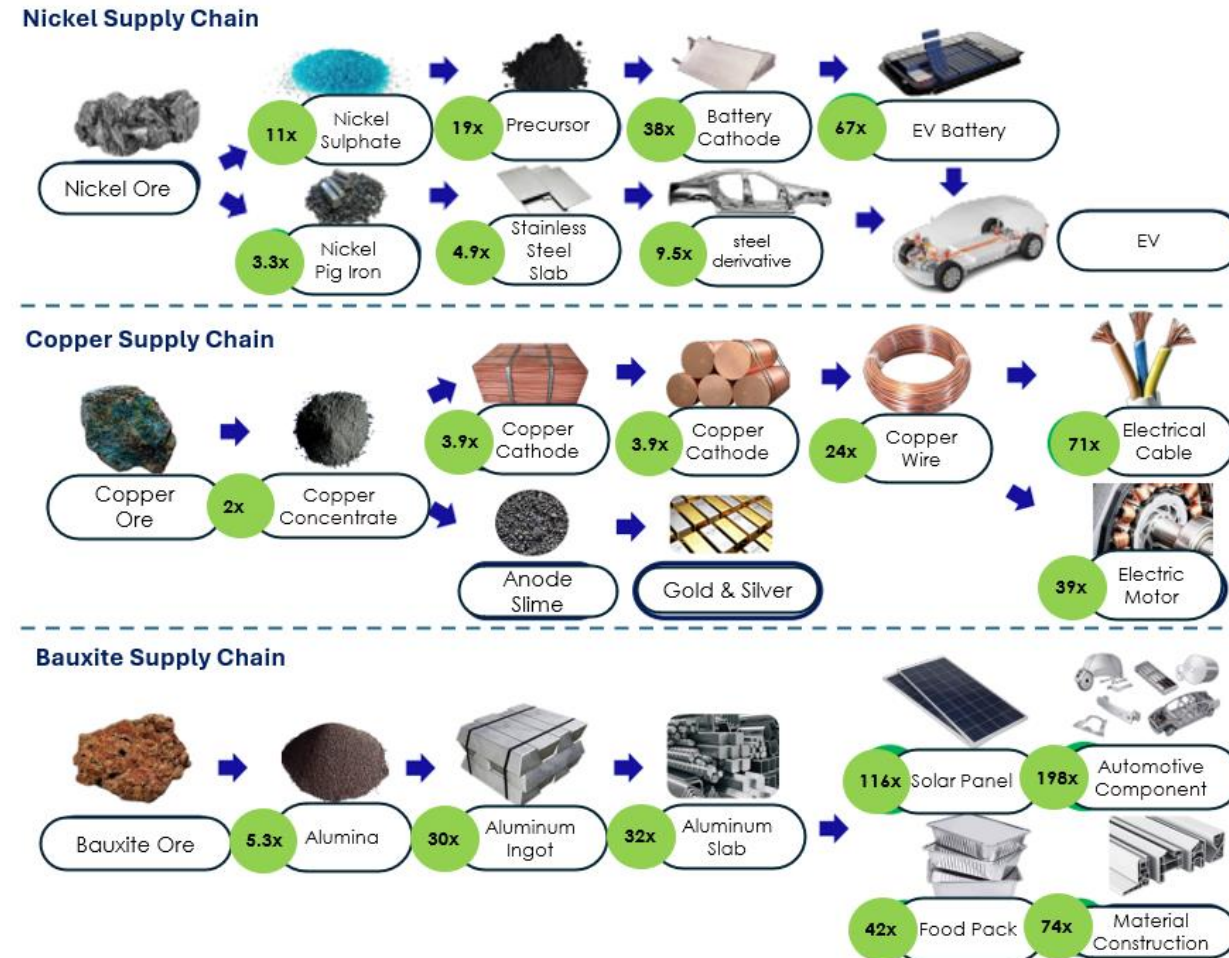 Nickel Supply Chain
Nickel Ore
11x
Nickel
Sulphate
19x
Precursor
38x
Battery
Cathode
67x
EV Battery
3.3x
Nickel
Pig Iron
4.9x
Stainless
Steel
Slab
9.5x
steel
derivative
EV
Copper Supply Chain
Copper
Ore
2x
Copper
Concentrate
3.9x
Copper
Cathode
3.9x
Copper
Cathode
24x
Copper
Wire
71x
Electrical
Cable
Anode
Slime
Gold & Silver
39x
Electric
Motor
Bauxite Supply Chain
Bauxite Ore
5.3x
Alumina
30x
Aluminum
Ingot
32x
Aluminum
Slab
116x
Solar Panel
198x
Automotive
Component
42x
Food Pack
74x
Material
Construction